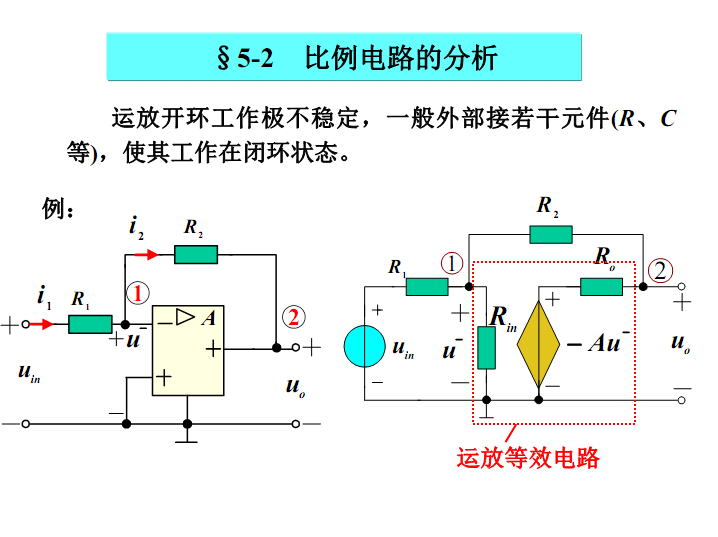 §5-2 比例电路的分析
运放开环工作极不稳定，一般外部接若干元件(R、C
等)，使其工作在闭环状态。
例：
i2 R2
i1 R1 ① − ▷ A ②
+ + u− + +
uin + uo
− − −
R2
R1 ① Ro ②
+ + Rin + +
uin u− − Au− uo
− − − −
运放等效电路